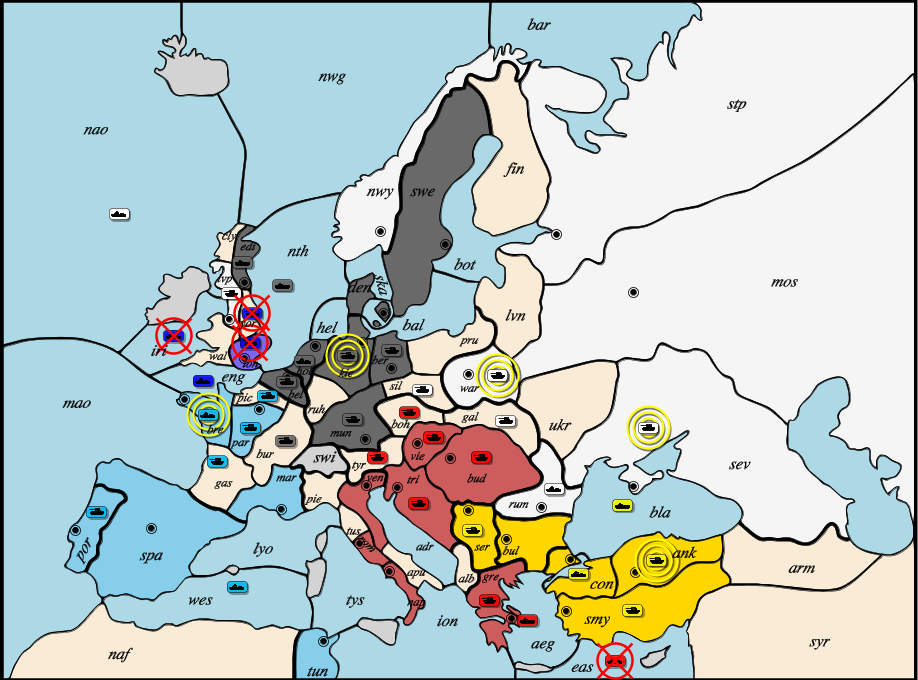 bar
nwg
stp
nao
fin
nwy
swe
cly
edi
nth
bot
mos
lvp
den
ska
lvn
hel
bal
iri
wal
lon
pru
kie
ber
war
eng
hol
bel
sil
mao
pic
ruh
bre
par
mun
boh
gal
ukr
bur
swi
tyr
vie
sev
gas
mar
ven
tri
bud
rum
bla
pie
por
spa
lyo
tus
rom
adr
ser
bul
ank
con
arm
apu
alb
gre
wes
tys
nap
ion
aeg
smy
syr
naf
tun
eas